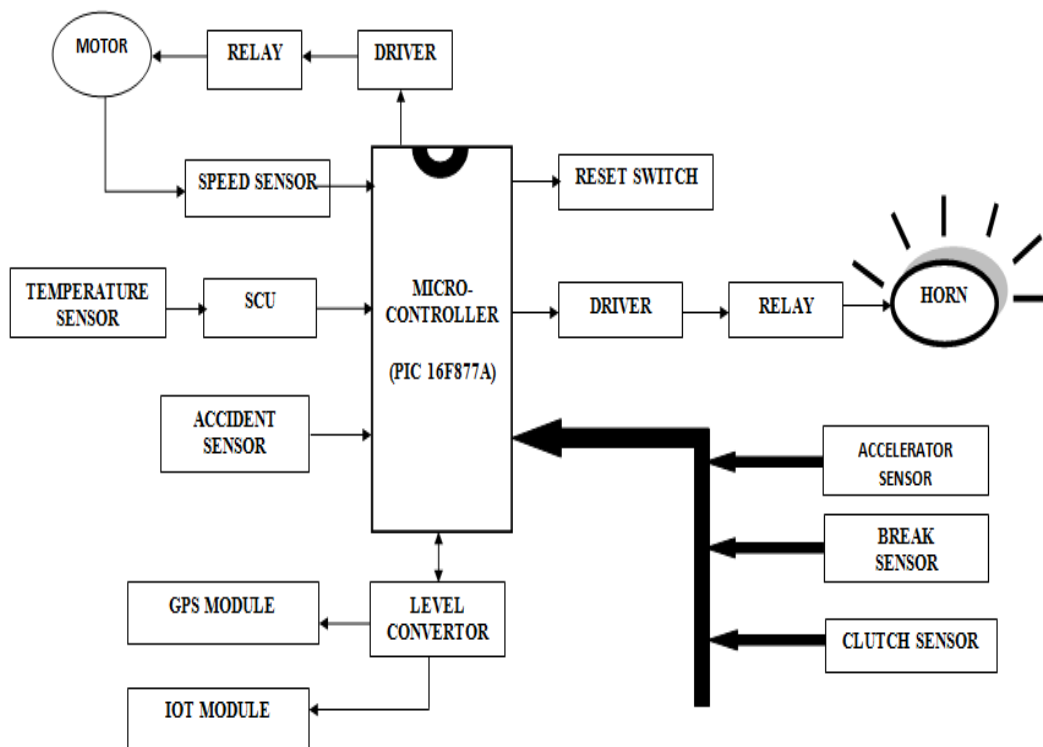 MOTOR
RELAY
DRIVER
SPEED SENSOR
RESET SWITCH
TEMPERATURE
SENSOR
SCU
MICRO-
CONTROLLER
(PIC 16F877A)
DRIVER
RELAY
HORN
ACCIDENT
SENSOR
ACCELERATOR
SENSOR
BREAK
SENSOR
CLUTCH SENSOR
GPS MODULE
LEVEL
CONVERTOR
IOT MODULE